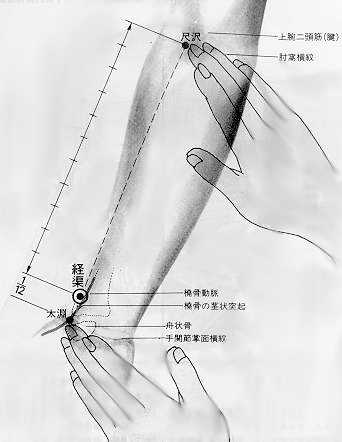 上腕二頭筋(腱)
尺沢
肘窩横紋
経渠
1/12
橈骨動脈
橈骨の茎状突起
太淵
舟状骨
手関節掌面横紋